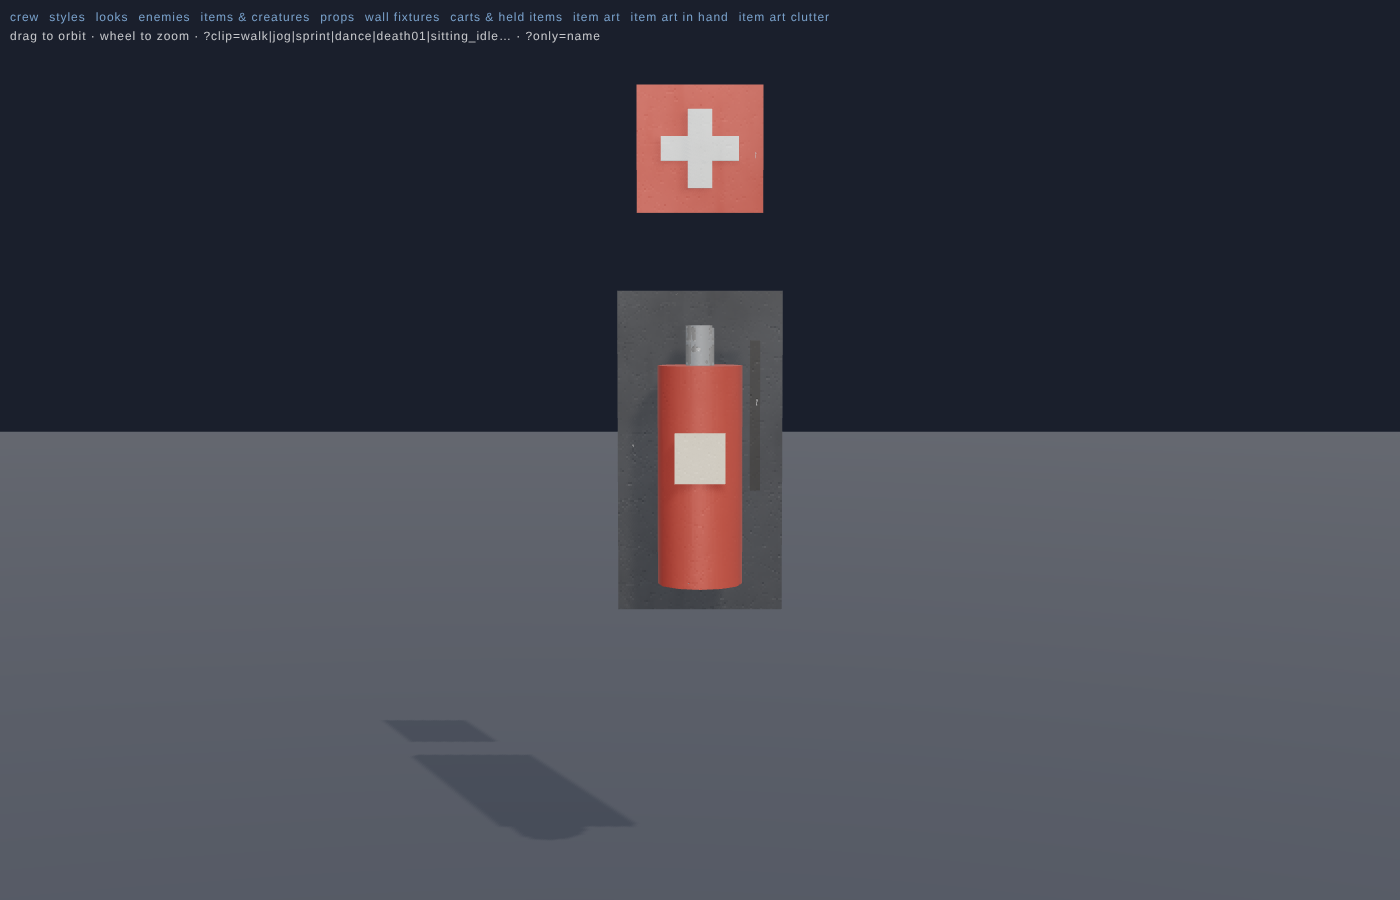 crew styles looks enemies items & creatures props wall fixtures carts & held items item art item art in hand item art clutter
drag to orbit · wheel to zoom · ?clip=walk|jog|sprint|dance|death01|sitting_idle... · ?only=name